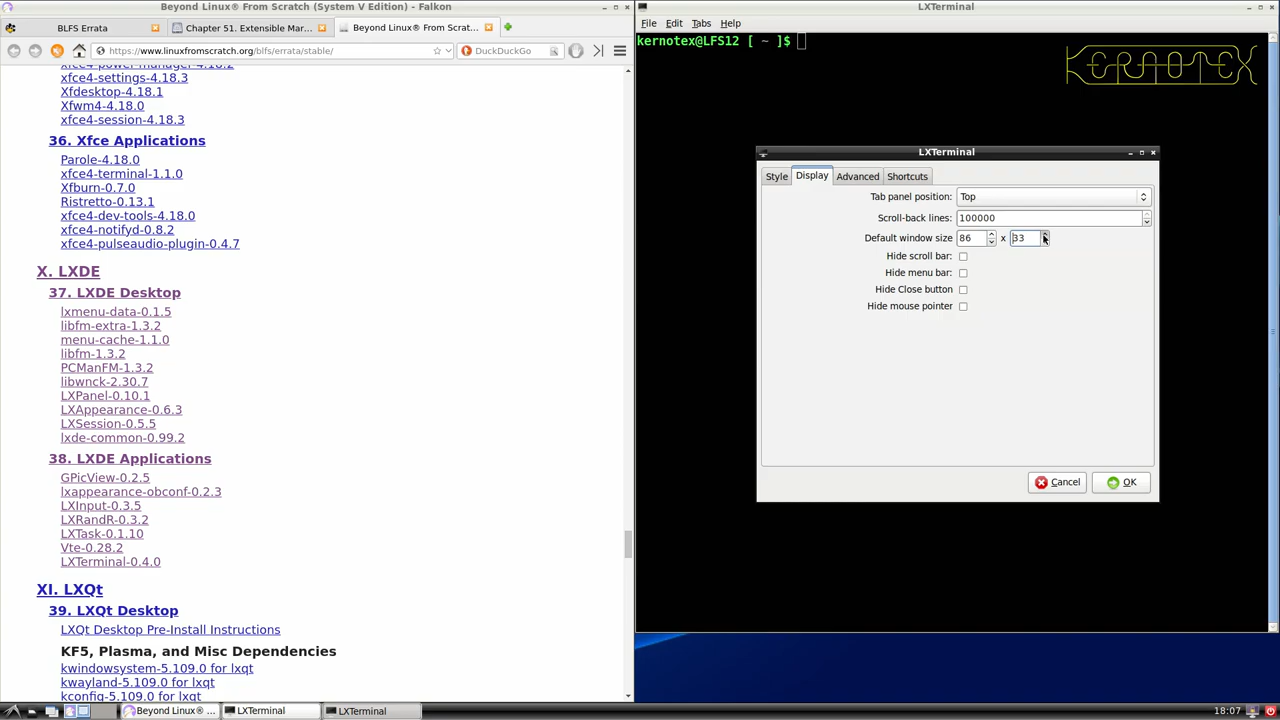 Beyond Linux® From Scratch (System V Edition) - Falkon
BLFS Errata
Chapter 51. Extensible Mar...
Beyond Linux® From Scrat...
https://www.linuxfromscratch.org/blfs/errata/stable/
DuckDuckGo
xfce4-power-manager-4.18.2
xfce4-settings-4.18.3
Xfdesktop-4.18.1
Xfwm4-4.18.0
xfce4-session-4.18.3
36. Xfce Applications
Parole-4.18.0
xfce4-terminal-1.1.0
Xfburn-0.7.0
Ristretto-0.13.1
xfce4-dev-tools-4.18.0
xfce4-notifyd-0.8.2
xfce4-pulseaudio-plugin-0.4.7
X. LXDE
37. LXDE Desktop
lxmenu-data-0.1.5
libfm-extra-1.3.2
menu-cache-1.1.0
libfm-1.3.2
PCManFM-1.3.2
libwnck-2.30.7
LXPanel-0.10.1
LXAppearance-0.6.3
LXSession-0.5.5
lxde-common-0.99.2
38. LXDE Applications
GPicView-0.2.5
lxappearance-obconf-0.2.3
LXInput-0.3.5
LXRandR-0.3.2
LXTask-0.1.10
Vte-0.28.2
LXTerminal-0.4.0
XI. LXQt
39. LXQt Desktop
LXQt Desktop Pre-Install Instructions
KF5, Plasma, and Misc Dependencies
kwindowsystem-5.109.0 for lxqt
kwayland-5.109.0 for lxqt
kconfig-5.109.0 for lxqt
LXTerminal
File Edit Tabs Help
kernotex@LFS12 [ ~ ]$
KERNOTEX
LXTerminal
Style Display Advanced Shortcuts
Tab panel position: Top
Scroll-back lines: 100000
Default window size 86 x 33
Hide scroll bar:
Hide menu bar:
Hide Close button
Hide mouse pointer
Cancel OK
Beyond Linux® ...
LXTerminal
LXTerminal
18:07